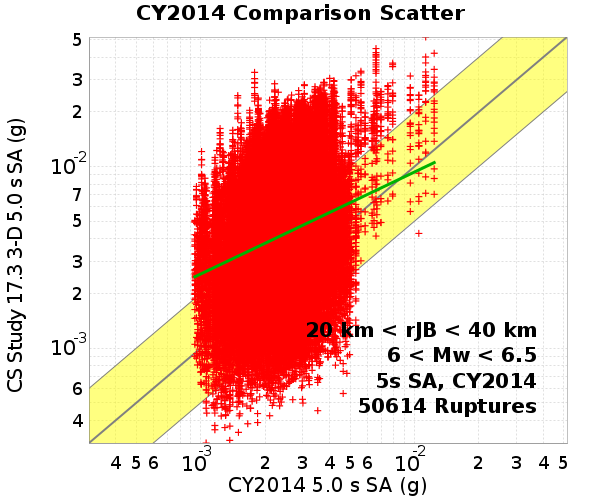 CY2014 Comparison Scatter
CS Study 17.3 3-D 5.0 s SA (g)
5
3
2
10-2
7
5
3
2
10-3
6
4
20 km < rJB < 40 km
6 < Mw < 6.5
5s SA, CY2014
50614 Ruptures
4 5 6 10-3 2 3 4 5 6 10-2 2 3 4 5
CY2014 5.0 s SA (g)